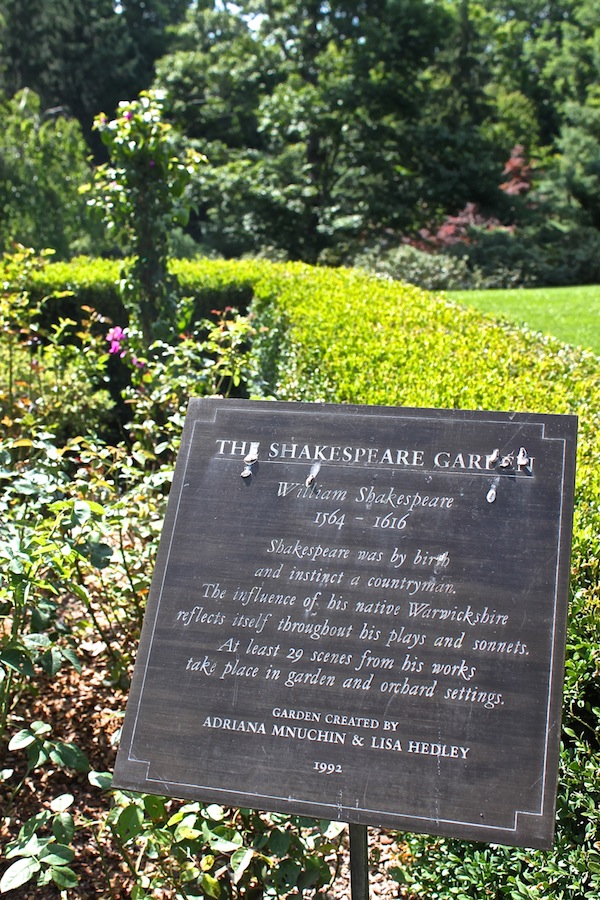 THE SHAKESPEARE GARDEN
William Shakespeare
1564 - 1616
Shakespeare was by birth
and instinct a countryman.
The influence of his native Warwickshire
reflects itself throughout his plays and sonnets.
At least 29 scenes from his works
take place in garden and orchard settings.
GARDEN CREATED BY
ADRIANA MNUCHIN & LISA HEDLEY
1992